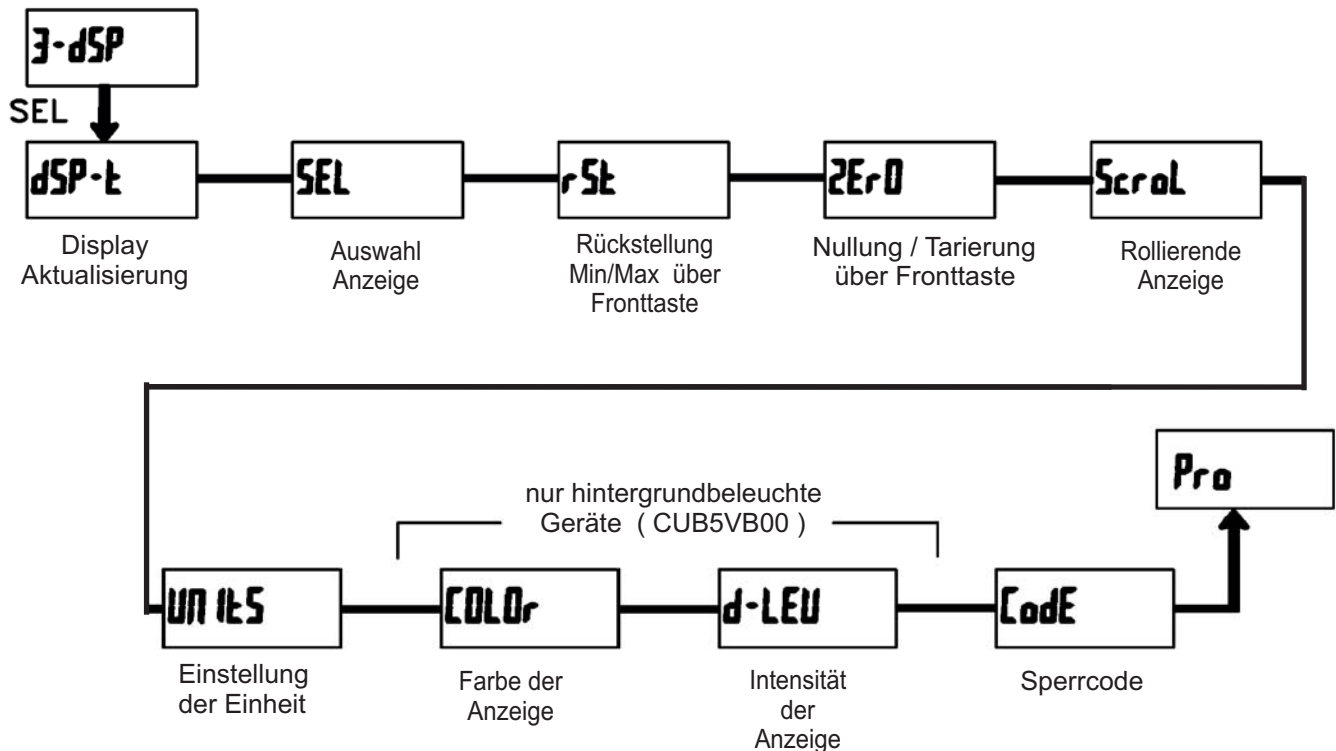 3-dSP
SEL
dSP-t
SEL
rSt
ZErO
Scrol
Display
Aktualisierung
Auswahl
Anzeige
Rückstellung
Min/Max über
Fronttaste
Nullung / Tarierung
über Fronttaste
Rollierende
Anzeige
nur hintergrundbeleuchte
Geräte ( CUB5VB00 )
Pro
UNItS
COLOr
d-LEV
CodE
Einstellung
der Einheit
Farbe der
Anzeige
Intensität
der
Anzeige
Sperrcode